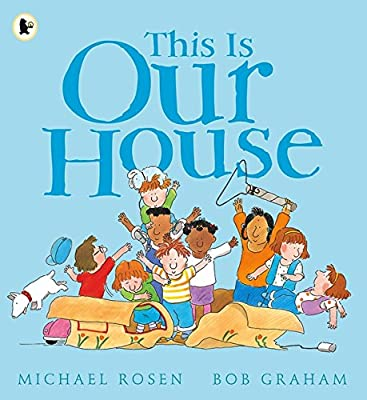 This Is
Our
House
MICHAEL ROSEN BOB GRAHAM